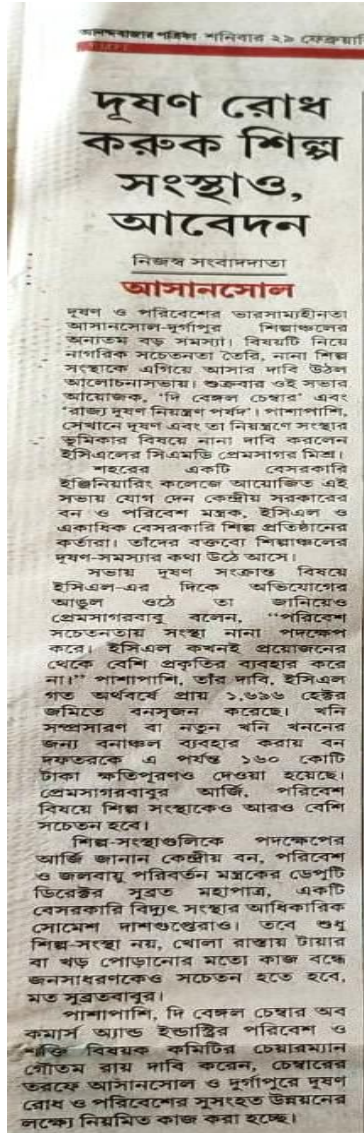 আনন্দবাজার পত্রিকা শনিবার ২৯ ফেব্রুয়ারি
দূষণ রোধ
করুক শিল্প
সংস্থাও,
আবেদন
নিজস্ব সংবাদদাতা
আসানসোল
দূষণ ও পরিবেশের ভারসাম্যহীনতা
আসানসোল-দুর্গাপুর শিল্পাঞ্চলের
অন্যতম বড় সমস্যা। বিষয়টি নিয়ে
নাগরিক সচেতনতা তৈরি, নানা শিল্প
সংস্থাকে এগিয়ে আসার দাবি উঠল
আলোচনাসভায়। শুক্রবার ওই সভার
আয়োজক, 'দি বেঙ্গল চেম্বার' এবং
'রাজ্য দূষণ নিয়ন্ত্রণ পর্ষদ'। পাশাপাশি,
সেখানে দূষণ এবং তা নিয়ন্ত্রণে সংস্থার
ভূমিকার বিষয়ে নানা দাবি করলেন
ইসিএলের সিএমডি প্রেমসাগর মিশ্র।
শহরের একটি বেসরকারি
ইঞ্জিনিয়ারিং কলেজে আয়োজিত এই
সভায় যোগ দেন কেন্দ্রীয় সরকারের
বন ও পরিবেশ মন্ত্রক, ইসিএল ও
একাধিক বেসরকারি শিল্প প্রতিষ্ঠানের
কর্তারা। তাঁদের বক্তব্যে শিল্পাঞ্চলের
দূষণ-সমস্যার কথা উঠে আসে।
সভায় দূষণ সংক্রান্ত বিষয়ে
ইসিএল-এর দিকে অভিযোগের
আঙুল ওঠে তা জানিয়েও
প্রেমসাগরবাবু বলেন, "পরিবেশ
সচেতনতায় সংস্থা নানা পদক্ষেপ
করে। ইসিএল কখনই প্রয়োজনের
থেকে বেশি প্রকৃতির ব্যবহার করে
না।" পাশাপাশি, তাঁর দাবি, ইসিএল
গত অর্থবর্ষে প্রায় ১,৬৯৬ হেক্টর
জমিতে বনসৃজন করেছে। খনি
সম্প্রসারণ বা নতুন খনি খননের
জন্য বনাঞ্চল ব্যবহার করায় বন
দফতরকে এ পর্যন্ত ১৬০ কোটি
টাকা ক্ষতিপূরণও দেওয়া হয়েছে।
প্রেমসাগরবাবুর আর্জি, পরিবেশ
বিষয়ে শিল্প সংস্থাকেও আরও বেশি
সচেতন হবে।
শিল্প-সংস্থাগুলিকে পদক্ষেপের
আর্জি জানান কেন্দ্রীয় বন, পরিবেশ
ও জলবায়ু পরিবর্তন মন্ত্রকের ডেপুটি
ডিরেক্টর সুব্রত মহাপাত্র, একটি
বেসরকারি বিদ্যুৎ সংস্থার আধিকারিক
সোমেশ দাশগুপ্তেরাও। তবে শুধু
শিল্প-সংস্থা নয়, খোলা রাস্তায় টায়ার
বা খড় পোড়ানোর মতো কাজ বন্ধে
জনসাধারণকেও সচেতন হতে হবে,
মত সুব্রতবাবুর।
পাশাপাশি, দি বেঙ্গল চেম্বার অব
কমার্স অ্যান্ড ইন্ডাস্ট্রির পরিবেশ ও
শক্তি বিষয়ক কমিটির চেয়ারম্যান
গৌতম রায় দাবি করেন, চেম্বারের
তরফে আসানসোল ও দুর্গাপুরে দূষণ
রোধ ও পরিবেশের সুসংহত উন্নয়নের
লক্ষ্যে নিয়মিত কাজ করা হচ্ছে।